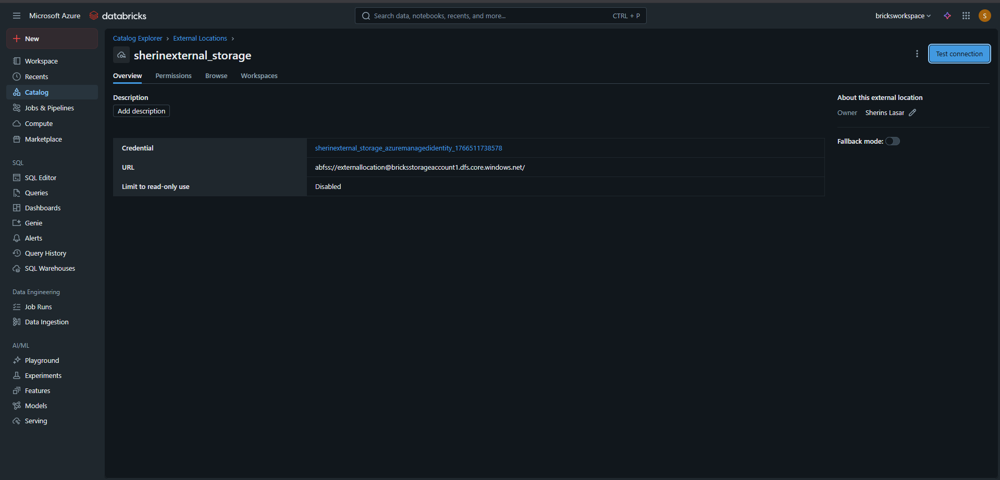 Microsoft Azure databricks
Search data, notebooks, recents, and more... CTRL + P
bricksworkspace
S
New
Workspace
Recents
Catalog
Jobs & Pipelines
Compute
Marketplace
SQL
SQL Editor
Queries
Dashboards
Genie
Alerts
Query History
SQL Warehouses
Data Engineering
Job Runs
Data Ingestion
AI/ML
Playground
Experiments
Features
Models
Serving
Catalog Explorer › External Locations ›
sherinexternal_storage
Test connection
Overview Permissions Browse Workspaces
Description
Add description
Credential sherinexternal_storage_azuremanagedidentity_1766511738578
URL abfss://externallocation@bricksstorageaccount1.dfs.core.windows.net/
Limit to read-only use Disabled
About this external location
Owner Sherins Lasar
Fallback mode: